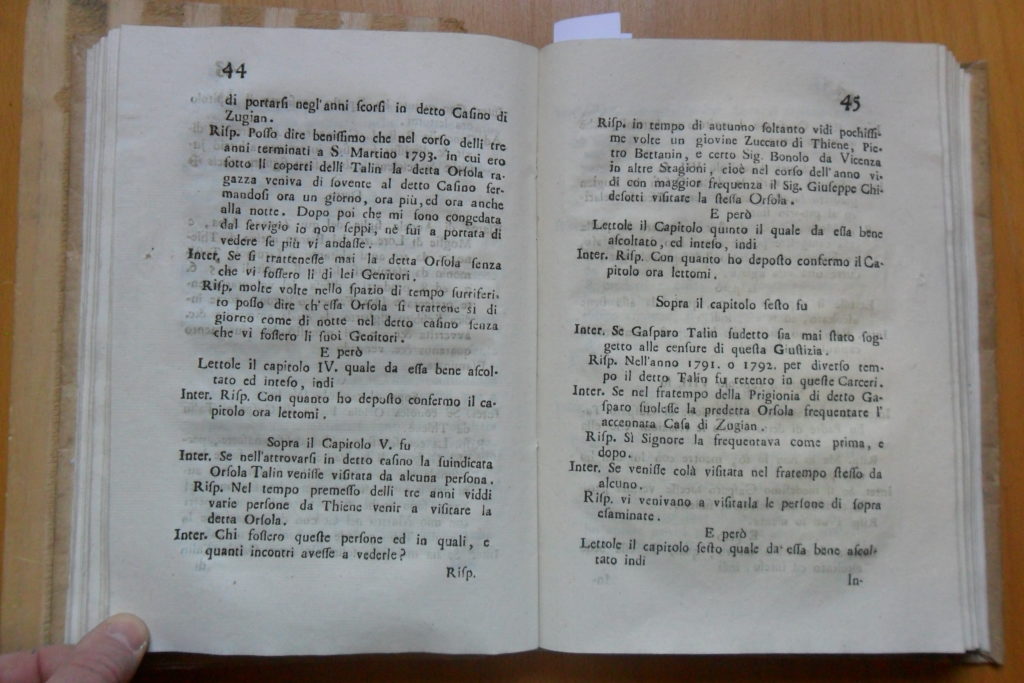 44
di portarſi negl'anni ſcorſi in detto Caſino di
Zugian.
Riſp. Poſſo dire beniſſimo che nel corſo delli tre
anni terminati a S. Martino 1793. in cui ero
ſotto li coperti delli Talin la detta Orſola ra-
gazza veniva di ſovente al detto Caſino fer-
mandoſi ora un giorno, ora più, ed ora anche
alla notte. Dopo poi che mi ſono congedata
dal ſervigio io non ſeppi, nè fui a portata di
vedere ſe più vi andaſſe.
Inter. Se ſi tratteneſſe mai la detta Orſola ſenza
che vi foſſero li di lei Genitori.
Riſp. molte volte nello ſpazio di tempo ſurriferi-
to poſſo dire ch'eſſa Orſola ſi trattene sì di
giorno come di notte nel detto caſino ſenza
che vi foſſero li ſuoi Genitori.
E però
Lettole il capitolo IV. quale da eſſa bene aſcol-
tato ed inteſo, indi
Inter. Riſp. Con quanto ho depoſto confermo il ca-
pitolo ora lettomi.
Sopra il Capitolo V. fu
Inter. Se nell'attrovarſi in detto caſino la ſuindicata
Orſola Talin veniſſe viſitata da alcuna perſona.
Riſp. Nel tempo premeſſo delli tre anni viddi
varie perſone da Thiene venir a viſitare la
detta Orſola.
Inter. Chi foſſero queſte perſone ed in quali, e
quanti incontri aveſſe a vederle?
Riſp.
45
Riſp. in tempo di autunno ſoltanto vidi pochiſſi-
me volte un giovine Zuccato di Thiene, Pie-
tro Bettanin, e certo Sig. Bonolo da Vicenza
in altre Stagioni, cioè nel corſo dell'anno vi-
di con maggior frequenza il Sig. Giuſeppe Chi-
deſotti viſitare la ſteſſa Orſola.
E però
Lettole il Capitolo quinto il quale da eſſa bene
aſcoltato, ed inteſo, indi
Inter. Riſp. Con quanto ho depoſto confermo il Ca-
pitolo ora lettomi.
Sopra il capitolo ſeſto fu
Inter. Se Gaſparo Talin ſudetto ſia mai ſtato ſog-
getto alle cenſure di queſta Giuſtizia.
Riſp. Nell'anno 1791. o 1792. per diverſo tem-
po il detto Talin fu retento in queſte Carceri.
Inter. Se nel fratempo della Prigionia di detto Ga-
ſparo ſuoleſſe la predetta Orſola frequentare l'
accennata Caſa di Zugian.
Riſp. Sì Signore la frequentava come prima, e
dopo.
Inter. Se veniſſe colà viſitata nel fratempo ſteſſo da
alcuno.
Riſp. vi venivano a viſitarla le perſone di ſopra
eſaminate.
E però
Lettole il capitolo ſeſto quale da eſſa bene aſcol-
tato indi
In-